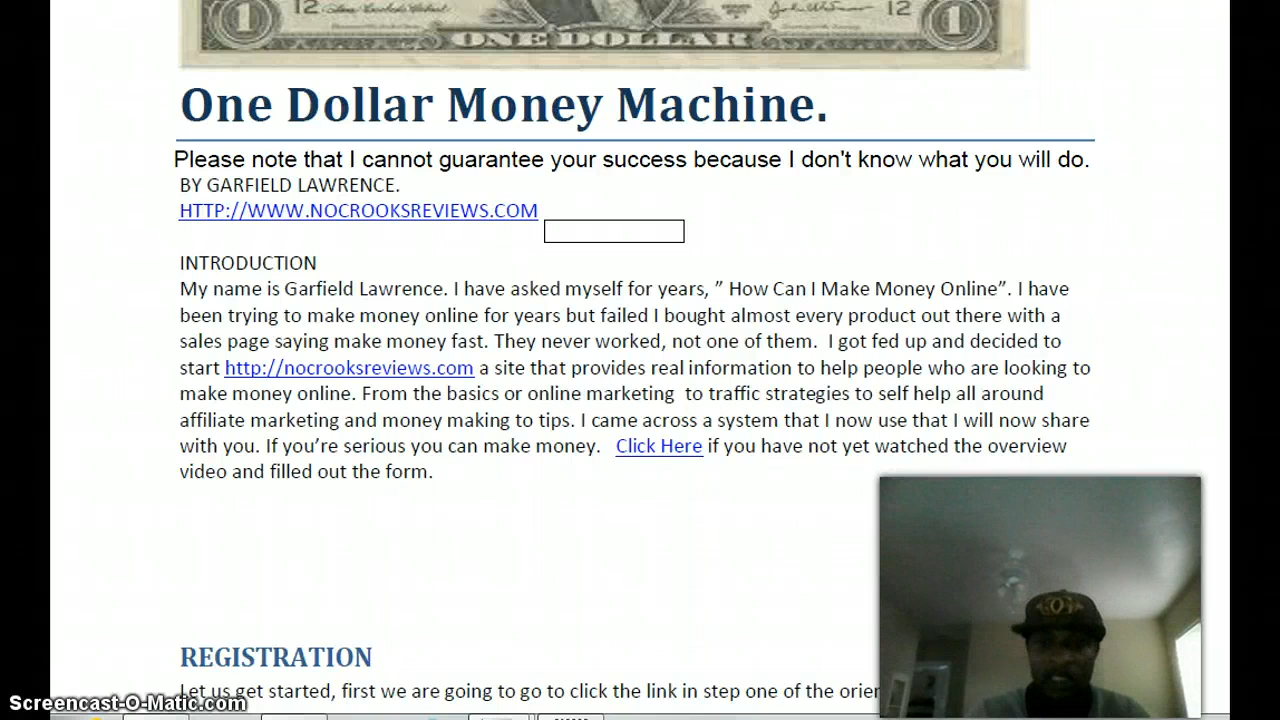 12 12
1 ONE DOLLAR 1
One Dollar Money Machine.
Please note that I cannot guarantee your success because I don't know what you will do.
BY GARFIELD LAWRENCE.
HTTP://WWW.NOCROOKSREVIEWS.COM
INTRODUCTION
My name is Garfield Lawrence. I have asked myself for years, ” How Can I Make Money Online”. I have
been trying to make money online for years but failed I bought almost every product out there with a
sales page saying make money fast. They never worked, not one of them.  I got fed up and decided to
start http://nocrooksreviews.com a site that provides real information to help people who are looking to
make money online. From the basics or online marketing  to traffic strategies to self help all around
affiliate marketing and money making to tips. I came across a system that I now use that I will now share
with you. If you’re serious you can make money.   Click Here if you have not yet watched the overview
video and filled out the form.
REGISTRATION
Let us get started, first we are going to go to click the link in step one of the orien
Screencast-O-Matic.com